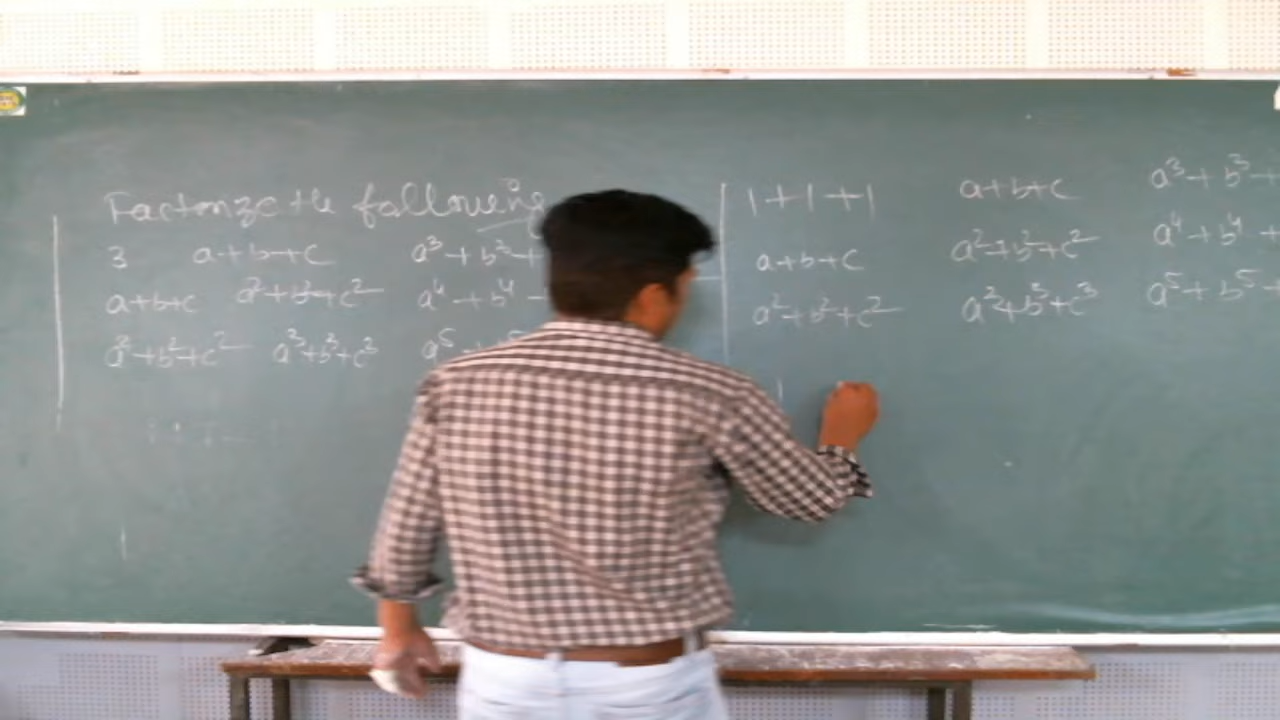 Factorize the following
3 a+b+c a³+b³+
a+b+c a²+b²+c² a⁴+b⁴
a²+b²+c² a³+b³+c³ a⁵+
1+1+1 a+b+c a³+b³
a+b+c a²+b²+c² a⁴+b⁴+
a²+b²+c² a³+b³+c³ a⁵+b⁵+